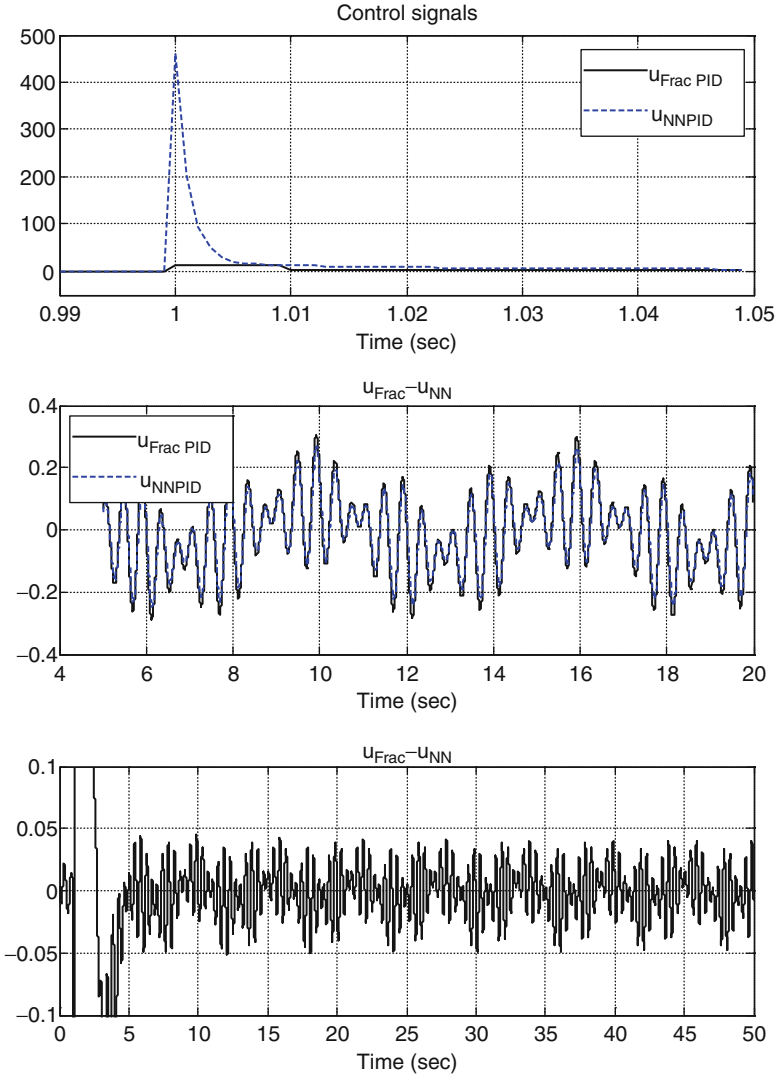 Control signals
500
400
300
200
100
0
u_Frac PID
u_NNPID
0.99 1 1.01 1.02 1.03 1.04 1.05
Time (sec)
u_Frac–u_NN
0.4
0.2
0
−0.2
−0.4
u_Frac PID
u_NNPID
4 6 8 10 12 14 16 18 20
Time (sec)
u_Frac–u_NN
0.1
0.05
0
−0.05
−0.1
0 5 10 15 20 25 30 35 40 45 50
Time (sec)